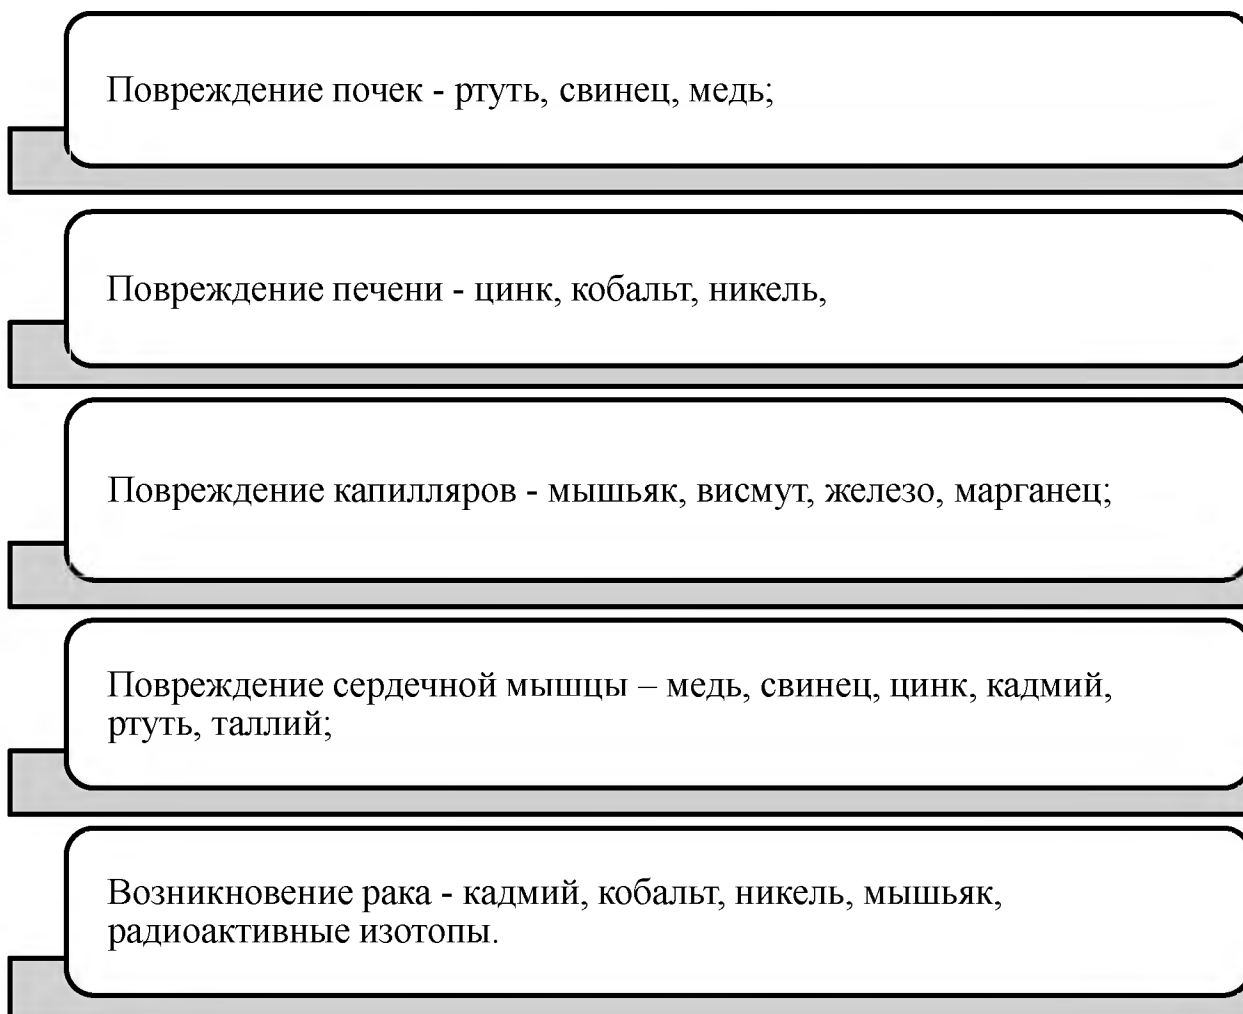 Повреждение почек - ртуть, свинец, медь;
Повреждение печени - цинк, кобальт, никель,
Повреждение капилляров - мышьяк, висмут, железо, марганец;
Повреждение сердечной мышцы – медь, свинец, цинк, кадмий,
ртуть, таллий;
Возникновение рака - кадмий, кобальт, никель, мышьяк,
радиоактивные изотопы.